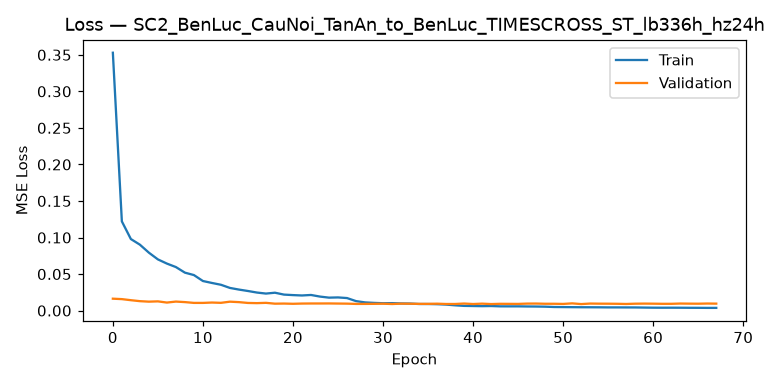 Loss — SC2_BenLuc_CauNoi_TanAn_to_BenLuc_TIMESCROSS_ST_lb336h_hz24h
Train
Validation
MSE Loss
0.35
0.30
0.25
0.20
0.15
0.10
0.05
0.00
0 10 20 30 40 50 60 70
Epoch